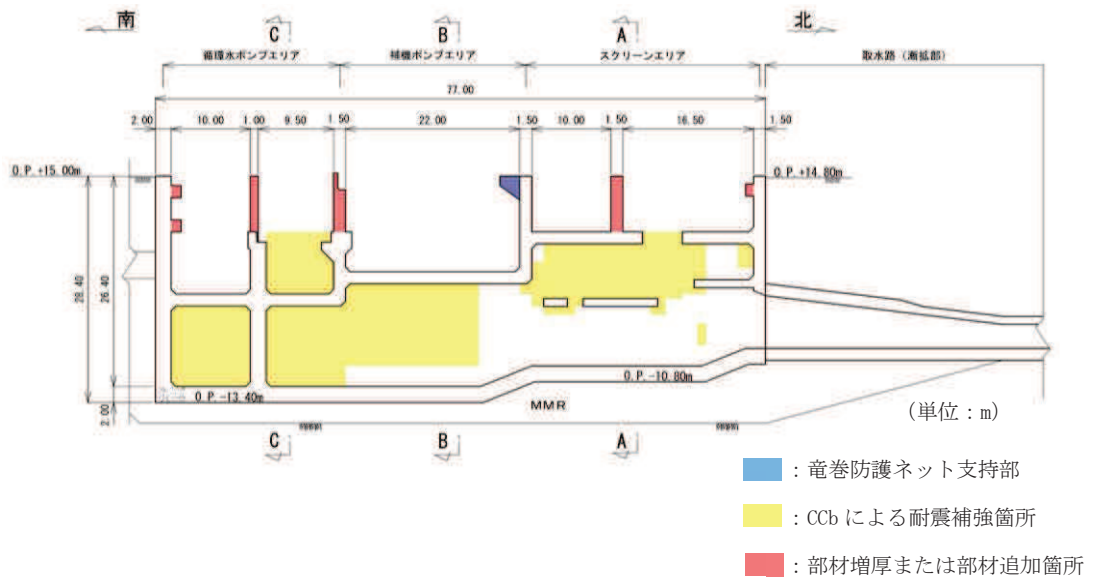 南
C
B
A
北
循環水ポンプエリア
補機ポンプエリア
スクリーンエリア
取水路(漸拡部)
77.00
2.00
10.00
1.00
9.50
1.50
22.00
1.50
10.00
1.50
16.50
1.50
O.P.+15.00m
O.P.+14.80m
28.40
26.40
2.00
O.P.-10.80m
O.P.-13.40m
MMR
C
B
A
(単位:m)
:竜巻防護ネット支持部
:CCbによる耐震補強箇所
:部材増厚または部材追加箇所